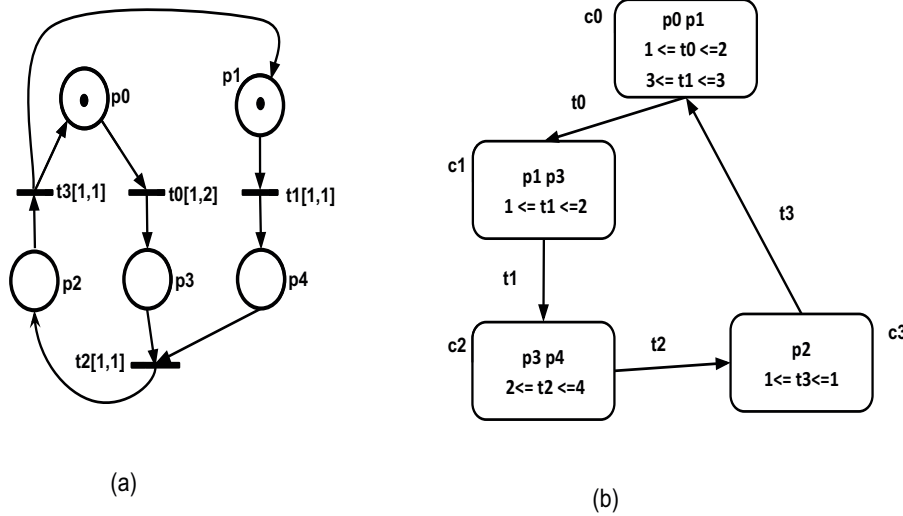 p0
p1
t3[1,1]
t0[1,2]
t1[1,1]
p2
p3
p4
t2[1,1]
(a)
c0
p0 p1
1 <= t0 <=2
3<= t1 <=3
t0
c1
p1 p3
1 <= t1 <=2
t3
t1
c2
p3 p4
2<= t2 <=4
t2
c3
p2
1<= t3<=1
(b)